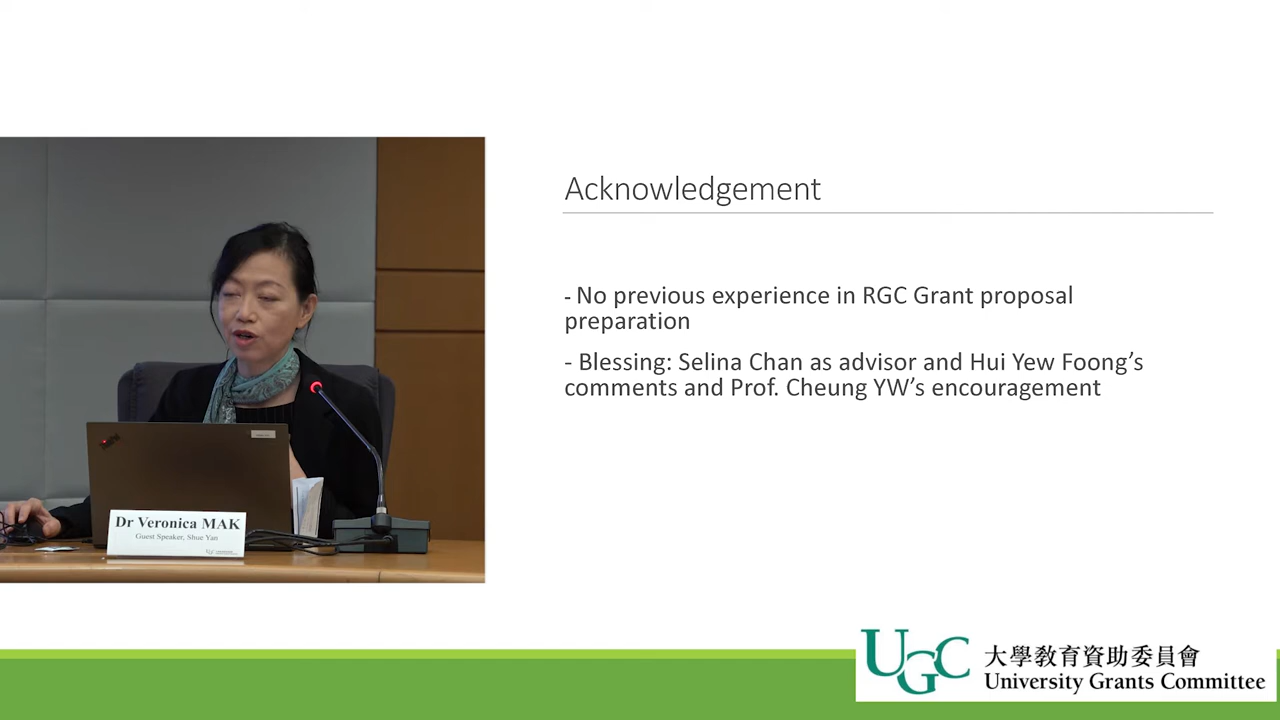 Acknowledgement
- No previous experience in RGC Grant proposal
preparation
- Blessing: Selina Chan as advisor and Hui Yew Foong’s
comments and Prof. Cheung YW’s encouragement
Dr Veronica MAK
Guest Speaker, Shue Yan
UGC
大學教育資助委員會
University Grants Committee